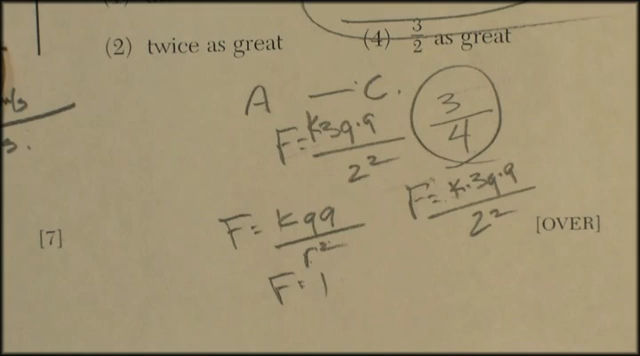 (2) twice as great
(4) 3/2 as great
A — C.
F = K3q·q / 2²
3/4
F = Kqq / r²
F = K·3q·q / 2²
F = 1
[7]
[OVER]